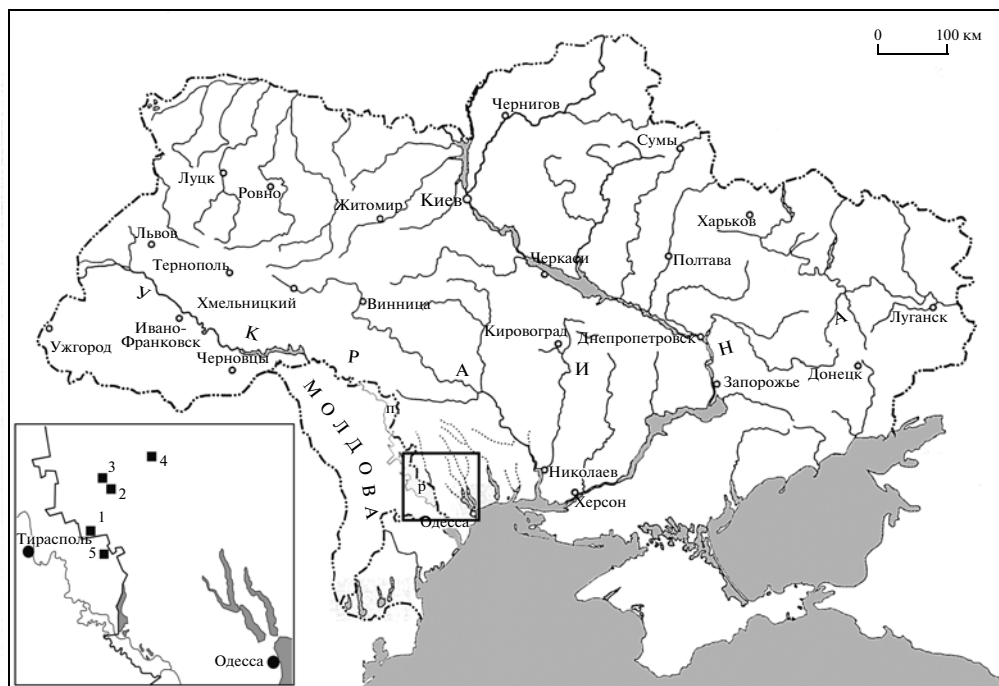 0 100 км
Чернигов
Сумы
Луцк
Ровно
Киев
Житомир
Харьков
Львов
Черкаси
Полтава
Тернополь
Хмельницкий
Винница
Луганск
Ивано-
Франковск
Кировоград
Днепропетровск
Ужгород
Черновцы
Запорожье
Донецк
У К Р А И Н А
МОЛДОВА
п
р
Николаев
Херсон
Одесса
3
4
2
1
Тирасполь
5
Одесса